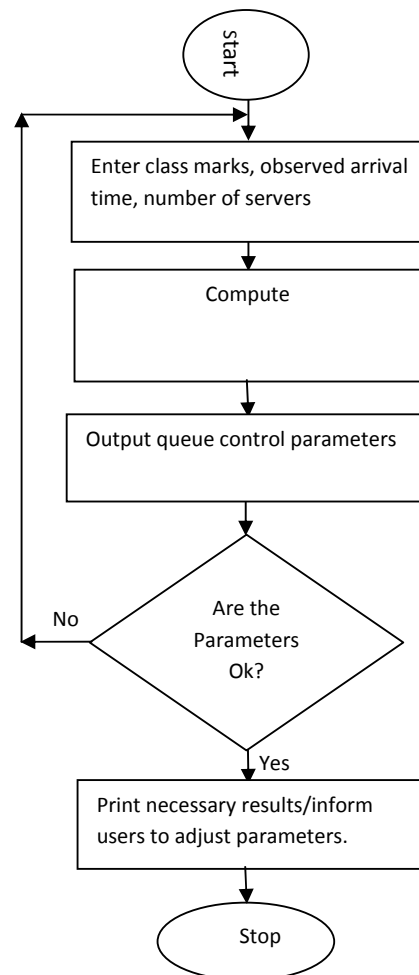 start
Enter class marks, observed arrival
time, number of servers
Compute
Output queue control parameters
Are the
Parameters
Ok?
No
Yes
Print necessary results/inform
users to adjust parameters.
Stop